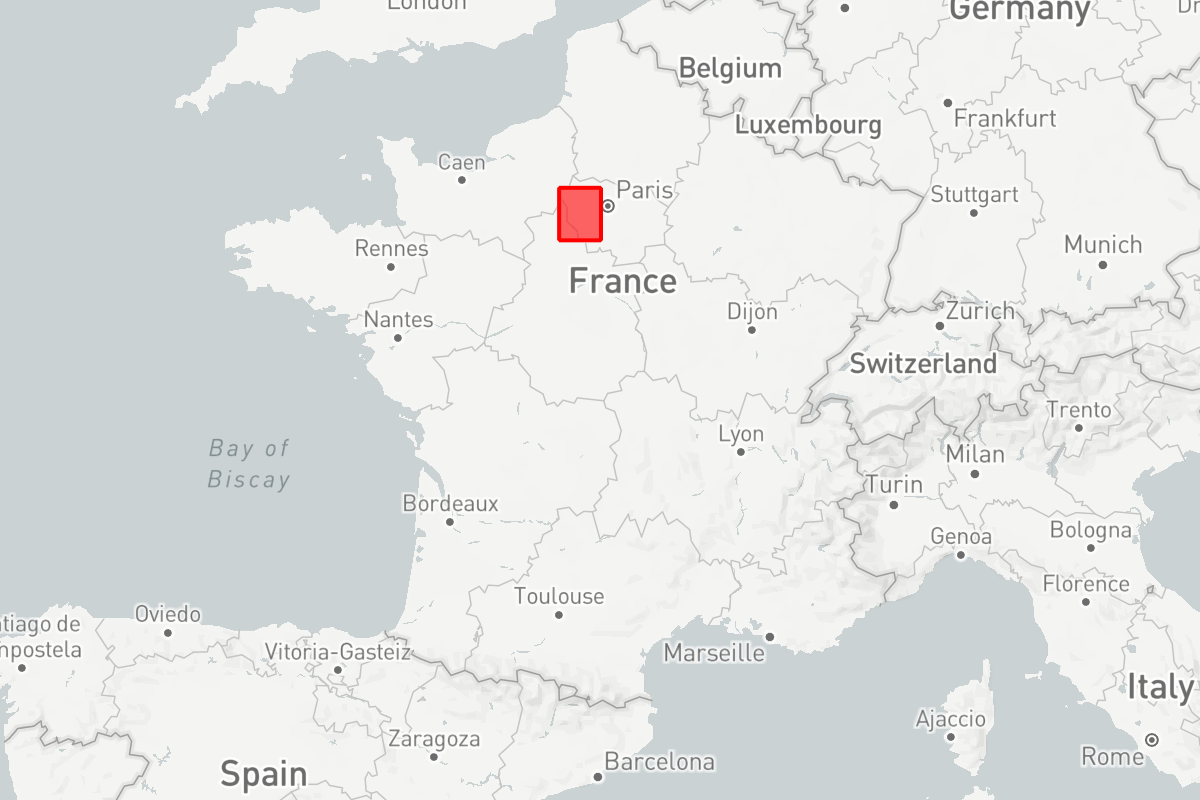 London
Germany
Dr
Belgium
Frankfurt
Luxembourg
Caen
Paris
Stuttgart
Rennes
Munich
France
Nantes
Dijon
Zurich
Switzerland
Trento
Bay of
Biscay
Lyon
Milan
Turin
Bordeaux
Genoa
Bologna
Toulouse
Florence
Oviedo
tiago de
mpostela
Vitoria-Gasteiz
Marseille
Italy
Ajaccio
Zaragoza
Rome
Spain
Barcelona